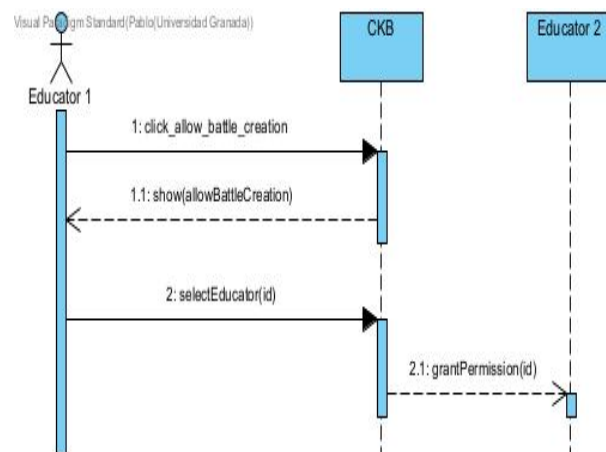 Visual Paradigm Standard(Pablo(Universidad Granada))
CKB
Educator 2
Educator 1
1: click_allow_battle_creation
1.1: show(allowBattleCreation)
2: selectEducator(id)
2.1: grantPermission(id)